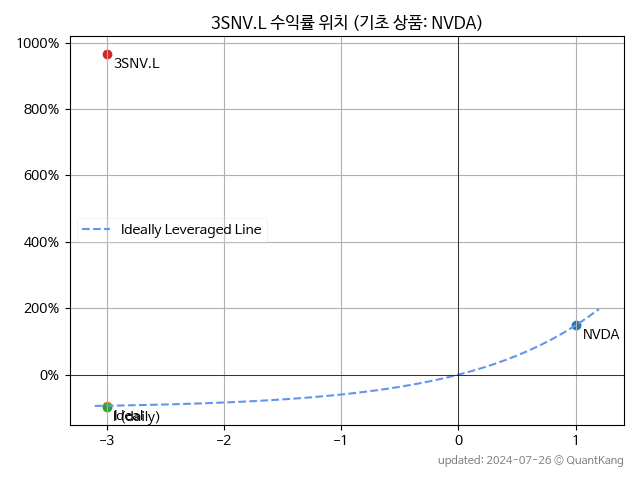 3SNV.L 수익률 위치 (기초 상품: NVDA)
1000%
3SNV.L
800%
600%
Ideally Leveraged Line
400%
200%
NVDA
0%
(daily)
-3
-2
-1
0
1
updated: 2024-07-26 © QuantKang